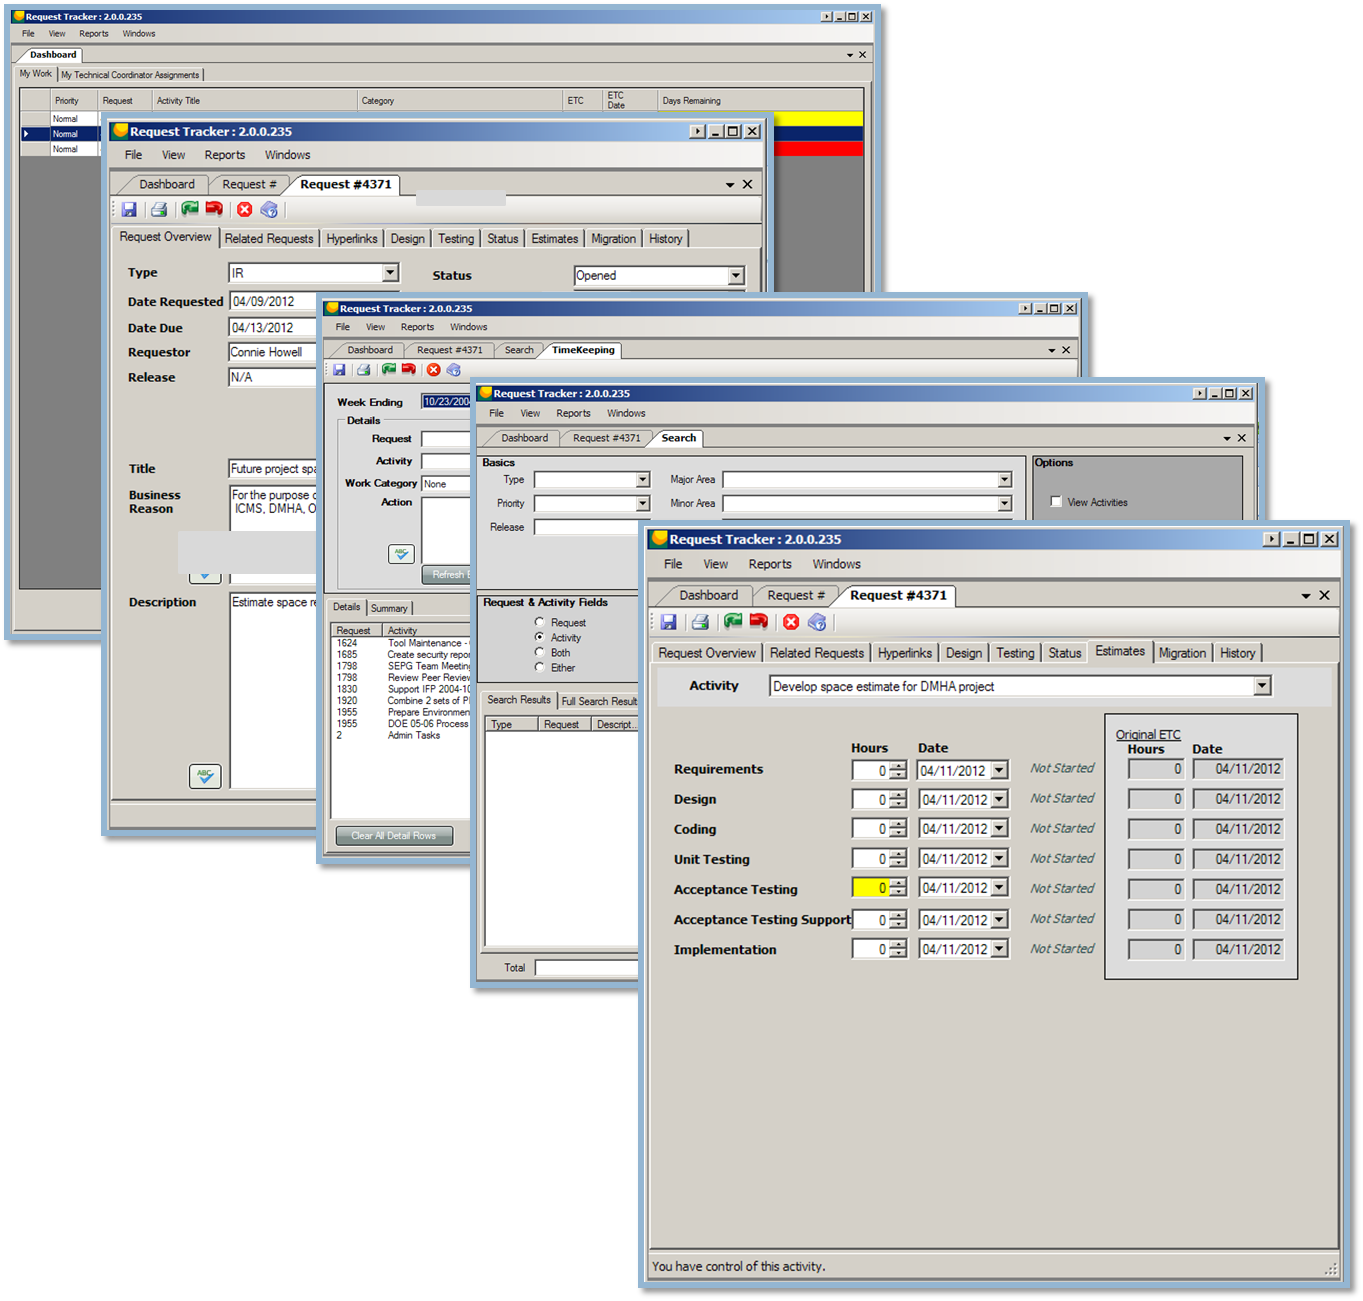 Request Tracker : 2.0.0.235
File View Reports Windows
Dashboard
My Work My Technical Coordinator Assignments
Priority Request Activity Title Category ETC ETC Date Days Remaining
Normal
Normal
Normal
Request Tracker : 2.0.0.235
File View Reports Windows
Dashboard Request # Request #4371
Request Overview Related Requests Hyperlinks Design Testing Status Estimates Migration History
Type IR Status Opened
Date Requested 04/09/2012
Date Due 04/13/2012
Requestor Connie Howell
Release N/A
Title Future project spa
Business Reason For the purpose
ICMS, DMHA, O
ABC
Description Estimate space re
ABC
Request Tracker : 2.0.0.235
File View Reports Windows
Dashboard Request #4371 Search TimeKeeping
Week Ending 10/23/200
Details
Request
Activity
Work Category None
Action
ABC
Refresh
Details Summary
Request Activity
1624 Tool Maintenance -
1685 Create security repor
1798 SEPG Team Meeting
1798 Review Peer Review
1830 Support IFP 2004-10
1920 Combine 2 sets of
1955 Prepare Environmen
1955 DOE 05-06 Process
2 Admin Tasks
Clear All Detail Rows
Request Tracker : 2.0.0.235
File View Reports Windows
Dashboard Request #4371 Search
Basics
Type Major Area
Priority Minor Area
Release
Options
View Activities
Request & Activity Fields
Request
Activity
Both
Either
Search Results Full Search Result
Type Request Descript...
Total
Request Tracker : 2.0.0.235
File View Reports Windows
Dashboard Request # Request #4371
Request Overview Related Requests Hyperlinks Design Testing Status Estimates Migration History
Activity Develop space estimate for DMHA project
Original ETC
Hours Date Hours Date
Requirements 0 04/11/2012 Not Started 0 04/11/2012
Design 0 04/11/2012 Not Started 0 04/11/2012
Coding 0 04/11/2012 Not Started 0 04/11/2012
Unit Testing 0 04/11/2012 Not Started 0 04/11/2012
Acceptance Testing 0 04/11/2012 Not Started 0 04/11/2012
Acceptance Testing Support 0 04/11/2012 Not Started 0 04/11/2012
Implementation 0 04/11/2012 Not Started 0 04/11/2012
You have control of this activity.